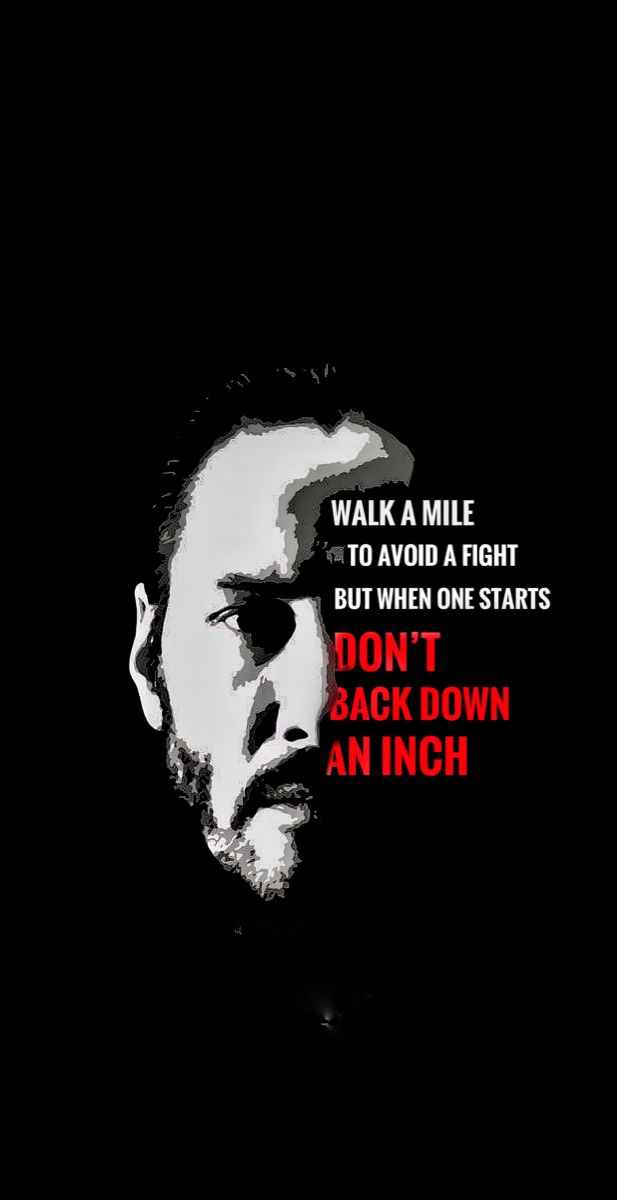 WALK A MILE
TO AVOID A FIGHT
BUT WHEN ONE STARTS
DON'T
BACK DOWN
AN INCH